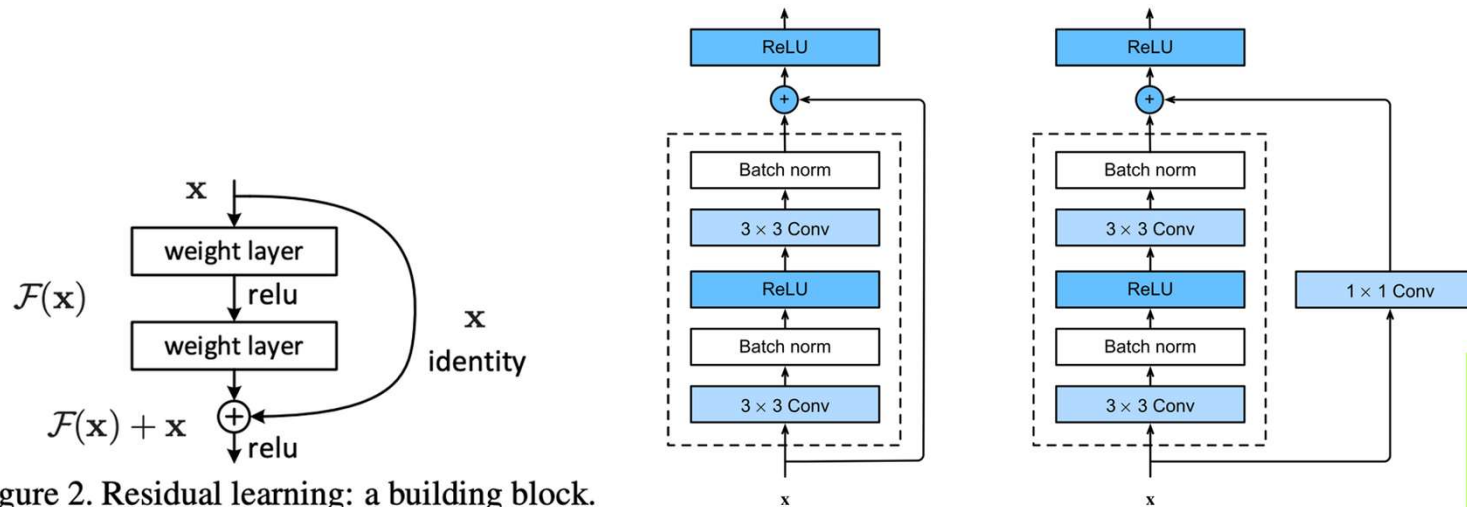 x
weight layer
F(x)
relu
x
weight layer
identity
F(x) + x
relu
gure 2. Residual learning: a building block.
ReLU
+
Batch norm
3 × 3 Conv
ReLU
Batch norm
3 × 3 Conv
x
ReLU
+
Batch norm
3 × 3 Conv
ReLU
1 × 1 Conv
Batch norm
3 × 3 Conv
x